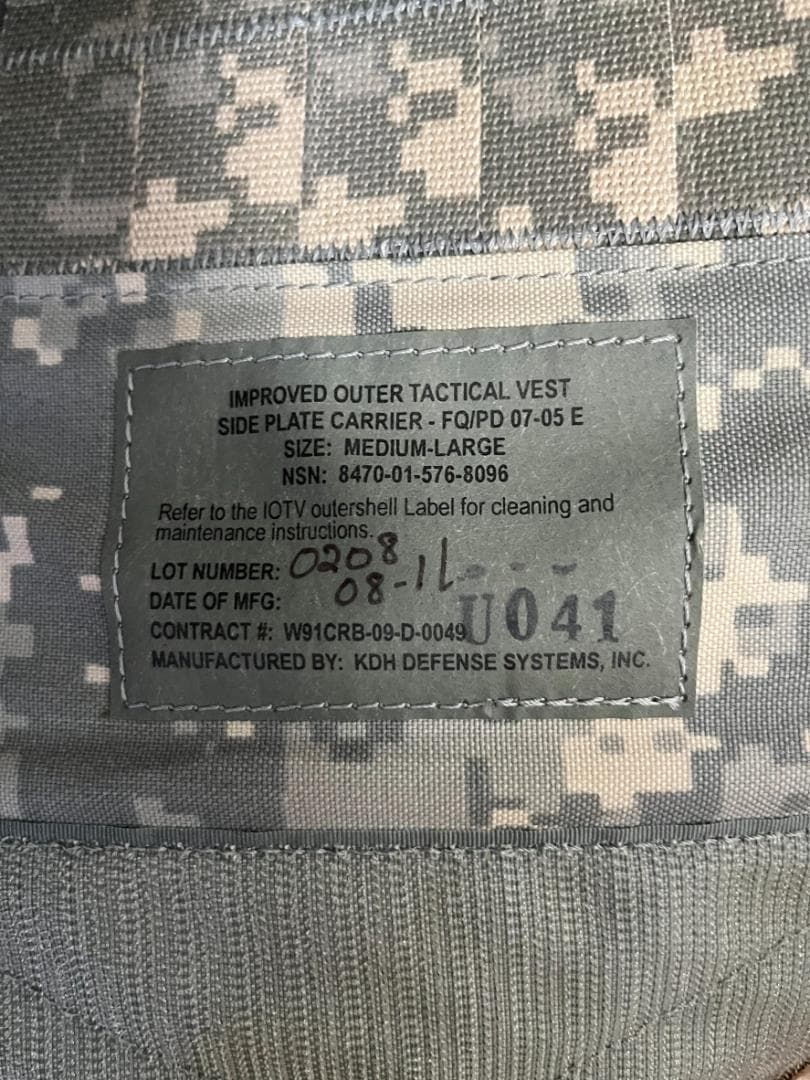 IMPROVED OUTER TACTICAL VEST
SIDE PLATE CARRIER - FQ/PD 07-05 E
SIZE: MEDIUM-LARGE
NSN: 8470-01-576-8096
Refer to the IOTV outershell Label for cleaning and
maintenance instructions.
LOT NUMBER: 0208
DATE OF MFG: 08-11
CONTRACT #: W91CRB-09-D-0049 U041
MANUFACTURED BY: KDH DEFENSE SYSTEMS, INC.